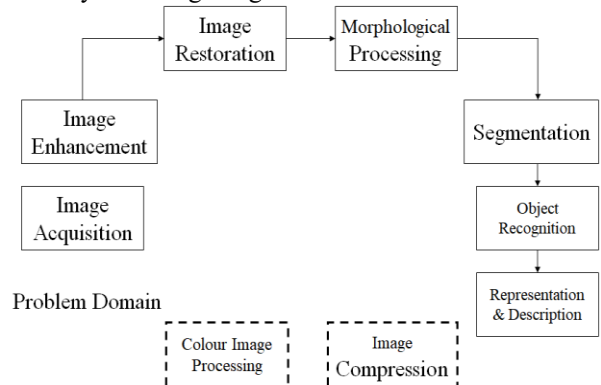 Image
Restoration
Morphological
Processing
Image
Enhancement
Segmentation
Image
Acquisition
Object
Recognition
Problem Domain
Representation
& Description
Colour Image
Processing
Image
Compression